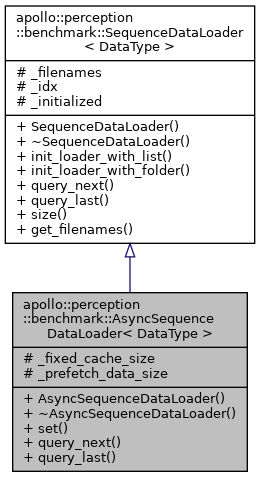 apollo::perception
::benchmark::SequenceDataLoader
< DataType >
# _filenames
# _idx
# _initialized
+ SequenceDataLoader()
+ ~SequenceDataLoader()
+ init_loader_with_list()
+ init_loader_with_folder()
+ query_next()
+ query_last()
+ size()
+ get_filenames()
apollo::perception
::benchmark::AsyncSequence
DataLoader< DataType >
# _fixed_cache_size
# _prefetch_data_size
+ AsyncSequenceDataLoader()
+ ~AsyncSequenceDataLoader()
+ set()
+ query_next()
+ query_last()